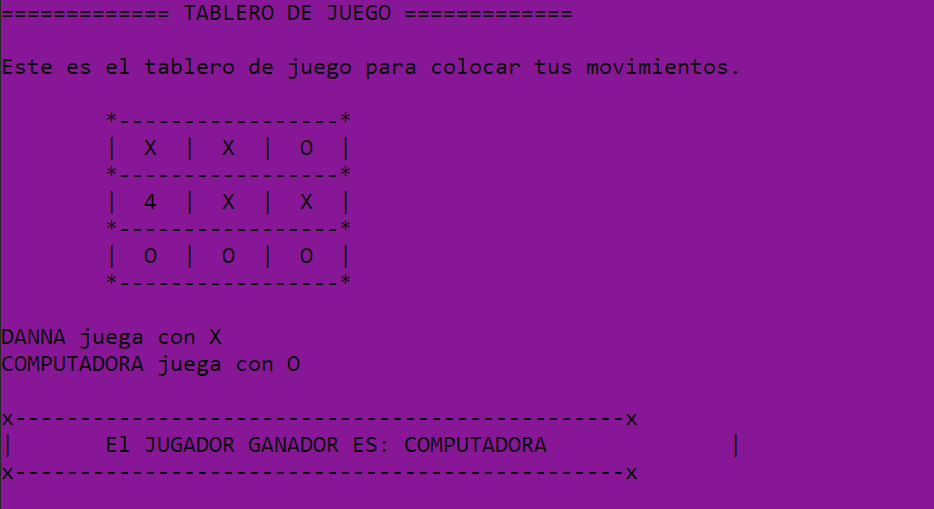 ============= TABLERO DE JUEGO =============
Este es el tablero de juego para colocar tus movimientos.
*-----------------*
|  X  |  X  |  O  |
*-----------------*
|  4  |  X  |  X  |
*-----------------*
|  O  |  O  |  O  |
*-----------------*
DANNA juega con X
COMPUTADORA juega con O
x-----------------------------------------------x
|       El JUGADOR GANADOR ES: COMPUTADORA              |
x-----------------------------------------------x